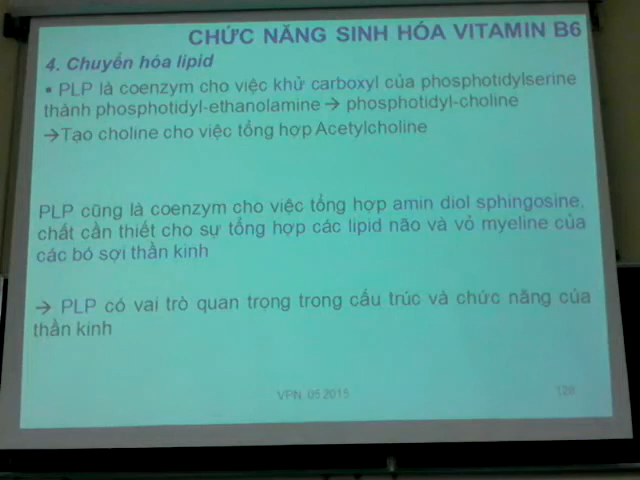 CHỨC NĂNG SINH HÓA VITAMIN B6
4. Chuyển hóa lipid
• PLP là coenzym cho việc khử carboxyl của phosphotidylserine
thành phosphotidyl-ethanolamine → phosphotidyl-choline
→Tạo choline cho việc tổng hợp Acetylcholine
PLP cũng là coenzym cho việc tổng hợp amin diol sphingosine,
chất cần thiết cho sự tổng hợp các lipid não và vỏ myeline của
các bó sợi thần kinh
→ PLP có vai trò quan trọng trong cấu trúc và chức năng của
thần kinh
VPN 05 2015
126